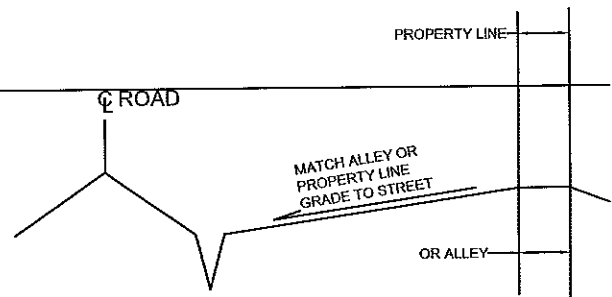 PROPERTY LINE
℄ ROAD
MATCH ALLEY OR
PROPERTY LINE
GRADE TO STREET
OR ALLEY